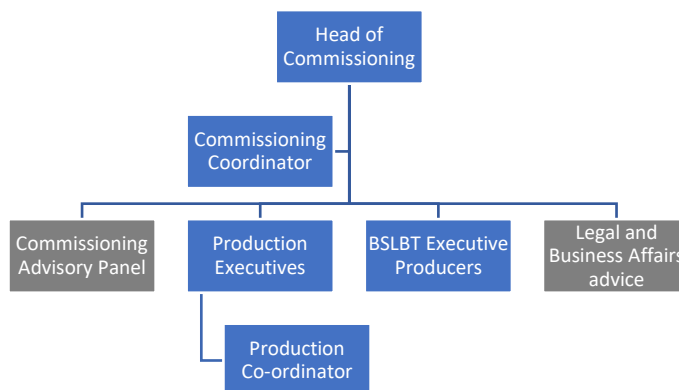 Head of
Commissioning
Commissioning
Coordinator
Commissioning
Advisory Panel
Production
Executives
BSLBT Executive
Producers
Legal and
Business Affairs
advice
Production
Co-ordinator